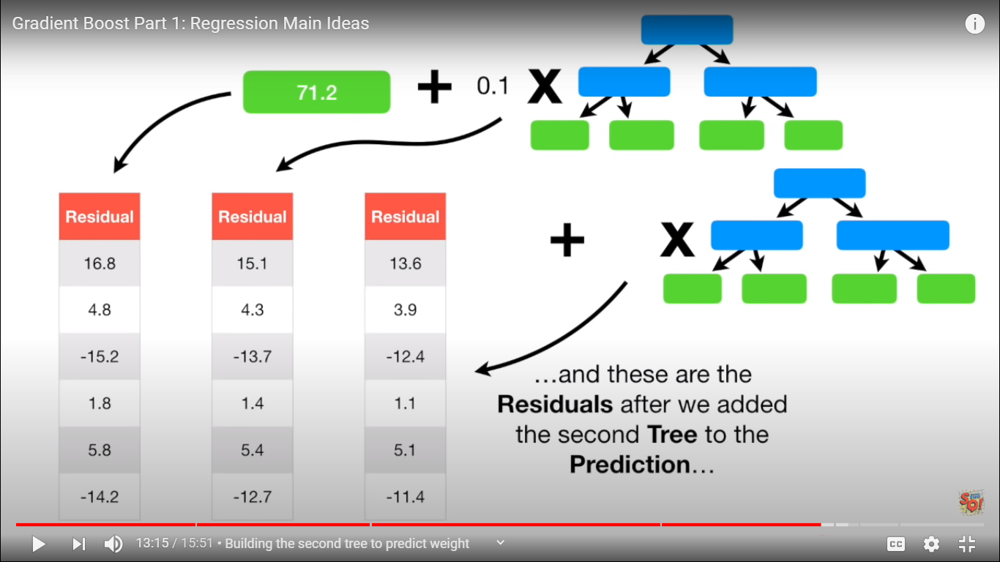 Gradient Boost Part 1: Regression Main Ideas
71.2 + 0.1 X
+ X
Residual Residual Residual
16.8 15.1 13.6
4.8 4.3 3.9
-15.2 -13.7 -12.4
1.8 1.4 1.1
5.8 5.4 5.1
-14.2 -12.7 -11.4
…and these are the
Residuals after we added
the second Tree to the
Prediction…
SQ!
13:15 / 15:51 • Building the second tree to predict weight
CC